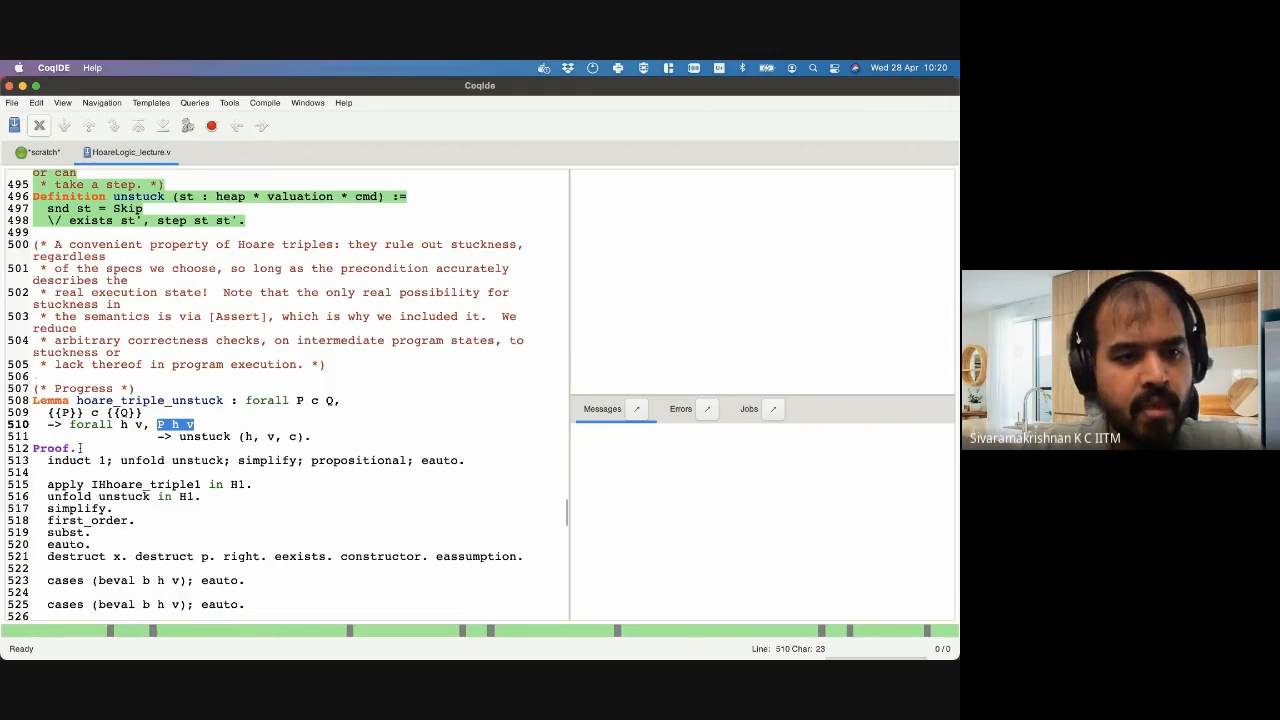 CoqIDE Help Wed 28 Apr 10:20
CoqIde
File Edit View Navigation Templates Queries Tools Compile Windows Help
*scratch* HoareLogic_lecture.v
or can
495 * take a step. *)
496 Definition unstuck (st : heap * valuation * cmd) :=
497 snd st = Skip
498 \/ exists st', step st st'.
499
500 (* A convenient property of Hoare triples: they rule out stuckness,
regardless
501 * of the specs we choose, so long as the precondition accurately
describes the
502 * real execution state! Note that the only real possibility for
stuckness in
503 * the semantics is via [Assert], which is why we included it. We
reduce
504 * arbitrary correctness checks, on intermediate program states, to
stuckness or
505 * lack thereof in program execution. *)
506
507 (* Progress *)
508 Lemma hoare_triple_unstuck : forall P c Q,
509 {{P}} c {{Q}}
510 -> forall h v, P h v
511 -> unstuck (h, v, c).
512 Proof.
513 induct 1; unfold unstuck; simplify; propositional; eauto.
514
515 apply IHhoare_triple1 in H1.
516 unfold unstuck in H1.
517 simplify.
518 first_order.
519 subst.
520 eauto.
521 destruct x. destruct p. right. eexists. constructor. eassumption.
522
523 cases (beval b h v); eauto.
524
525 cases (beval b h v); eauto.
526
Messages Errors Jobs
Ready Line: 510 Char: 23 0 / 0
Sivaramakrishnan K C IITM